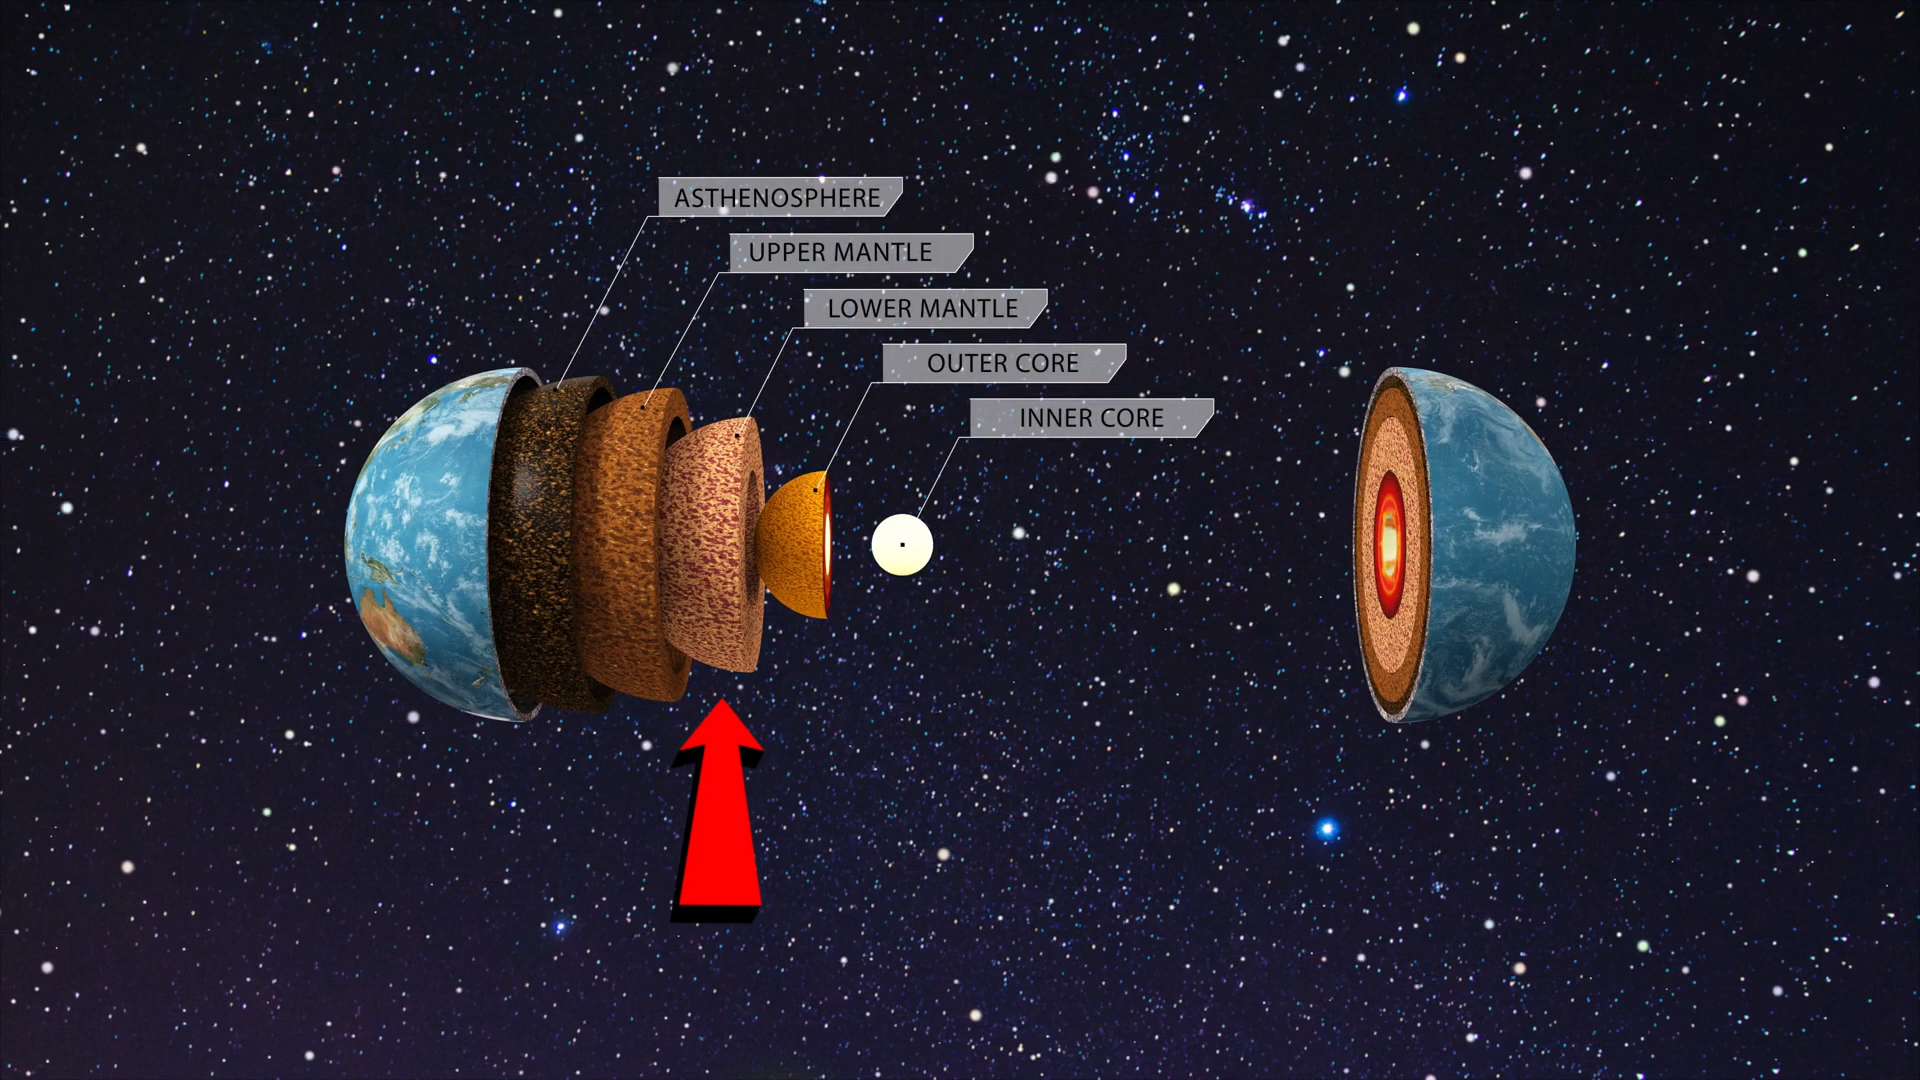 ASTHENOSPHERE
UPPER MANTLE
LOWER MANTLE
OUTER CORE
INNER CORE